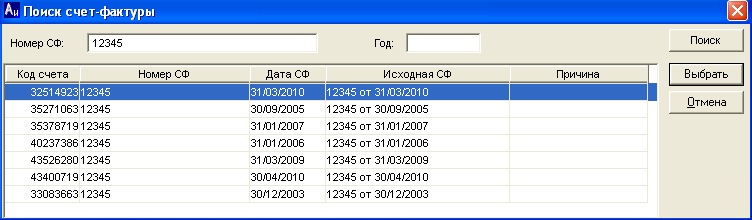 Аи Поиск счет-фактуры
Номер СФ: 12345 Год: Поиск
Выбрать
Отмена
Код счета Номер СФ Дата СФ Исходная СФ Причина
32514923 12345 31/03/2010 12345 от 31/03/2010
35271063 12345 30/09/2005 12345 от 30/09/2005
35378719 12345 31/01/2007 12345 от 31/01/2007
40237386 12345 31/01/2006 12345 от 31/01/2006
43526280 12345 31/03/2009 12345 от 31/03/2009
43400719 12345 30/04/2010 12345 от 30/04/2010
33083663 12345 30/12/2003 12345 от 30/12/2003